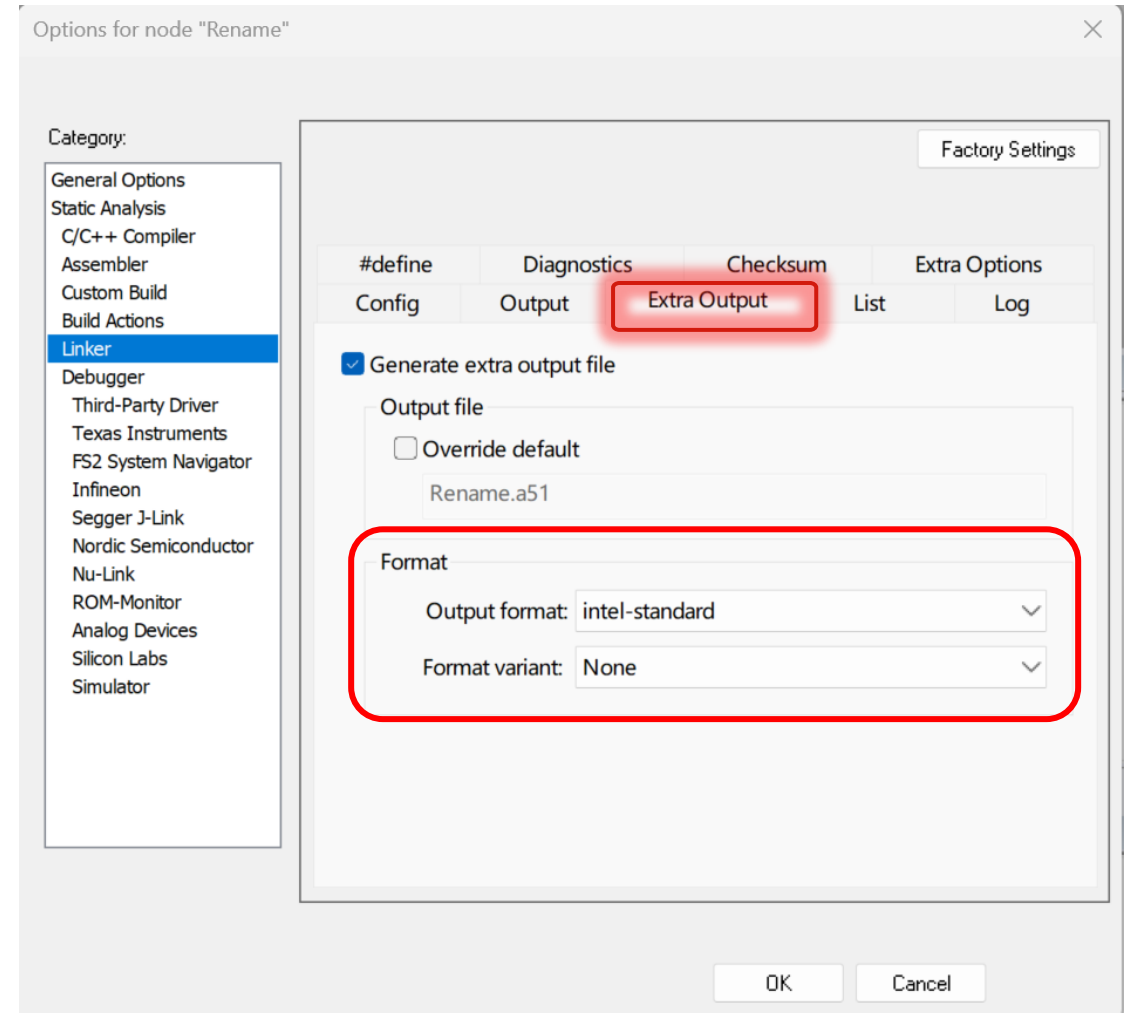 Options for node "Rename"
Category:
General Options
Static Analysis
C/C++ Compiler
Assembler
Custom Build
Build Actions
Linker
Debugger
Third-Party Driver
Texas Instruments
FS2 System Navigator
Infineon
Segger J-Link
Nordic Semiconductor
Nu-Link
ROM-Monitor
Analog Devices
Silicon Labs
Simulator
Factory Settings
#define Diagnostics Checksum Extra Options
Config Output Extra Output List Log
Generate extra output file
Output file
Override default
Rename.a51
Format
Output format: intel-standard
Format variant: None
OK Cancel